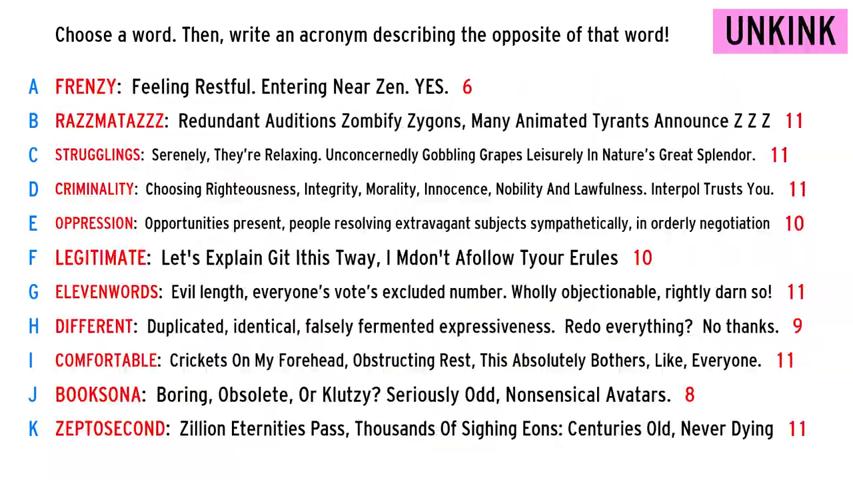 Choose a word. Then, write an acronym describing the opposite of that word! UNKINK
A FRENZY: Feeling Restful. Entering Near Zen. YES. 6
B RAZZMATAZZZ: Redundant Auditions Zombify Zygons, Many Animated Tyrants Announce Z Z Z 11
C STRUGGLINGS: Serenely, They're Relaxing. Unconcernedly Gobbling Grapes Leisurely In Nature's Great Splendor. 11
D CRIMINALITY: Choosing Righteousness, Integrity, Morality, Innocence, Nobility And Lawfulness. Interpol Trusts You. 11
E OPPRESSION: Opportunities present, people resolving extravagant subjects sympathetically, in orderly negotiation 10
F LEGITIMATE: Let's Explain Git Ithis Tway, I Mdon't Afollow Tyour Erules 10
G ELEVENWORDS: Evil length, everyone's vote's excluded number. Wholly objectionable, rightly darn so! 11
H DIFFERENT: Duplicated, identical, falsely fermented expressiveness. Redo everything? No thanks. 9
I COMFORTABLE: Crickets On My Forehead, Obstructing Rest, This Absolutely Bothers, Like, Everyone. 11
J BOOKSONA: Boring, Obsolete, Or Klutzy? Seriously Odd, Nonsensical Avatars. 8
K ZEPTOSECOND: Zillion Eternities Pass, Thousands Of Sighing Eons: Centuries Old, Never Dying 11